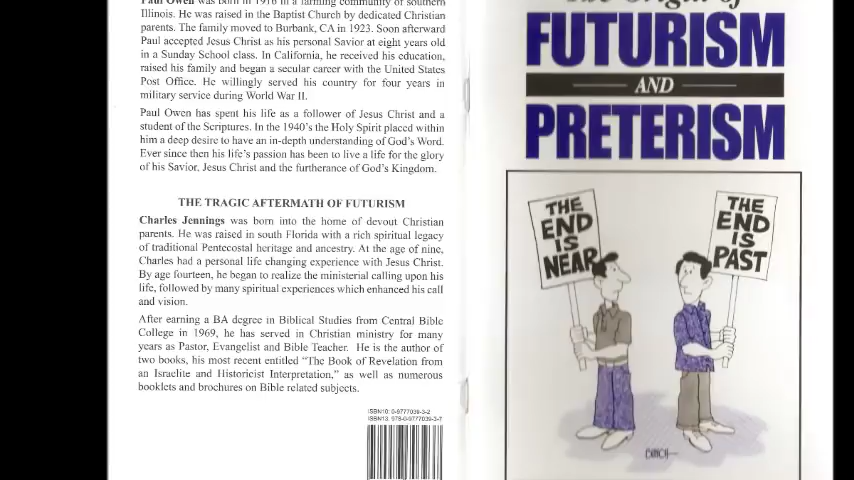 Paul Owen was born in 1916 in a farming community of southern
Illinois. He was raised in the Baptist Church by dedicated Christian
parents. The family moved to Burbank, CA in 1923. Soon afterward
Paul accepted Jesus Christ as his personal Savior at eight years old
in a Sunday School class. In California, he received his education,
raised his family and began a secular career with the United States
Post Office. He willingly served his country for four years in
military service during World War II.
Paul Owen has spent his life as a follower of Jesus Christ and a
student of the Scriptures. In the 1940's the Holy Spirit placed within
him a deep desire to have an in-depth understanding of God's Word.
Ever since then his life's passion has been to live a life for the glory
of his Savior, Jesus Christ and the furtherance of God's Kingdom.
THE TRAGIC AFTERMATH OF FUTURISM
Charles Jennings was born into the home of devout Christian
parents. He was raised in south Florida with a rich spiritual legacy
of traditional Pentecostal heritage and ancestry. At the age of nine,
Charles had a personal life changing experience with Jesus Christ.
By age fourteen, he began to realize the ministerial calling upon his
life, followed by many spiritual experiences which enhanced his call
and vision.
After earning a BA degree in Biblical Studies from Central Bible
College in 1969, he has served in Christian ministry for many
years as Pastor, Evangelist and Bible Teacher. He is the author of
two books, his most recent entitled "The Book of Revelation from
an Israelite and Historicist Interpretation," as well as numerous
booklets and brochures on Bible related subjects.
ISBN10: 0-9777039-3-2
ISBN13: 978-0-9777039-3-7
The Origin of
FUTURISM
AND
PRETERISM
THE
END
IS
NEAR
THE
END
IS
PAST